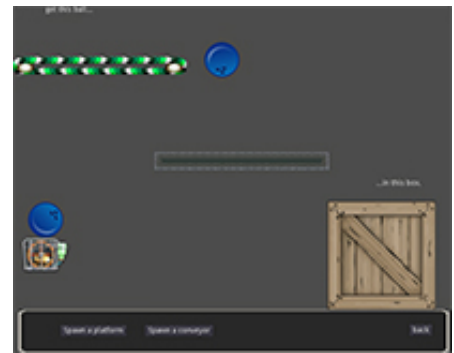 get this ball...
...in this box.
Spawn a platform
Spawn a conveyor
back